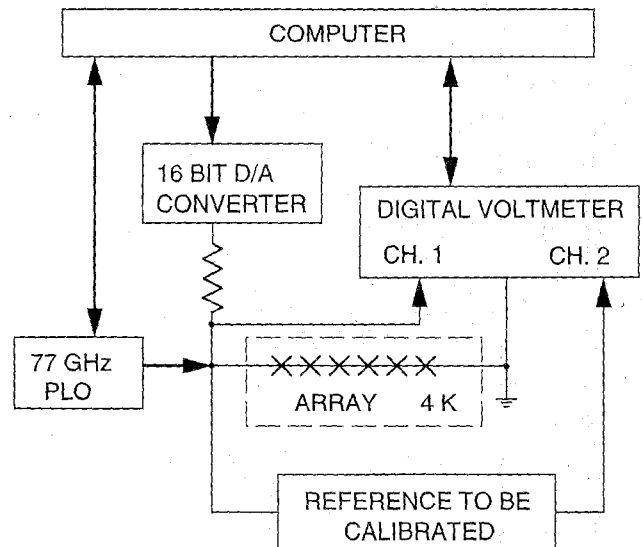 COMPUTER
16 BIT D/A
CONVERTER
DIGITAL VOLTMETER
CH. 1 CH. 2
77 GHz
PLO
ARRAY 4 K
REFERENCE TO BE
CALIBRATED